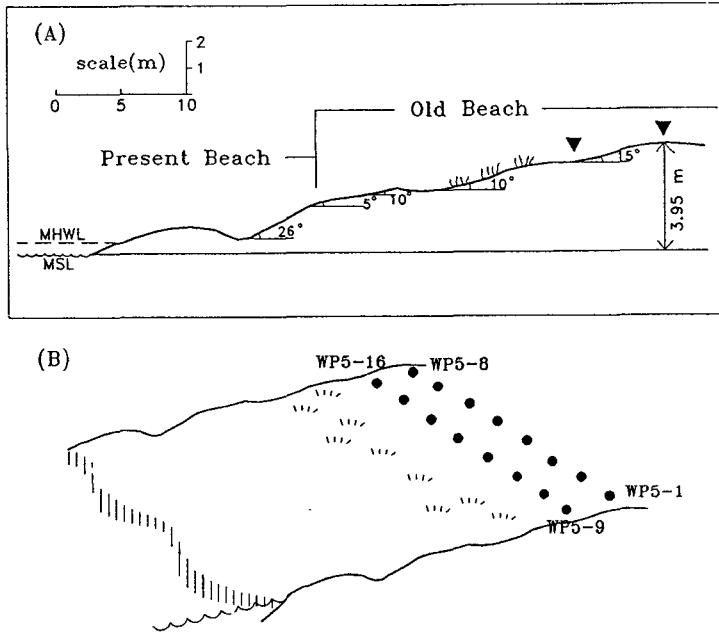 (A)
2
1
scale(m)
0 5 10
Old Beach
Present Beach
15°
10°
10°
5°
26°
3.95 m
MHWL
MSL
(B)
WP5-16
WP5-8
WP5-1
WP5-9